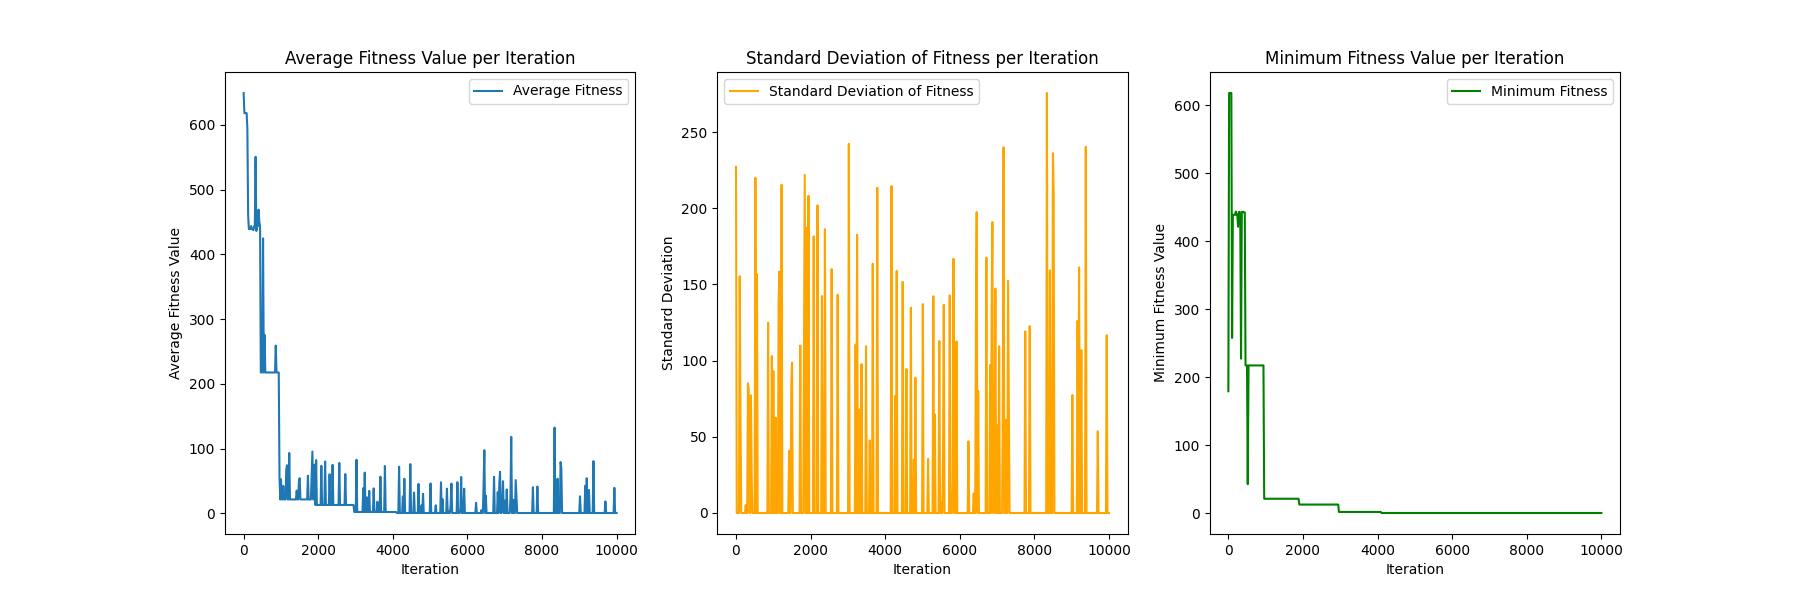 Average Fitness Value per Iteration
Average Fitness
600
500
400
300
200
100
0
Average Fitness Value
0 2000 4000 6000 8000 10000
Iteration
Standard Deviation of Fitness per Iteration
Standard Deviation of Fitness
250
200
150
100
50
0
Standard Deviation
0 2000 4000 6000 8000 10000
Iteration
Minimum Fitness Value per Iteration
Minimum Fitness
600
500
400
300
200
100
0
Minimum Fitness Value
0 2000 4000 6000 8000 10000
Iteration